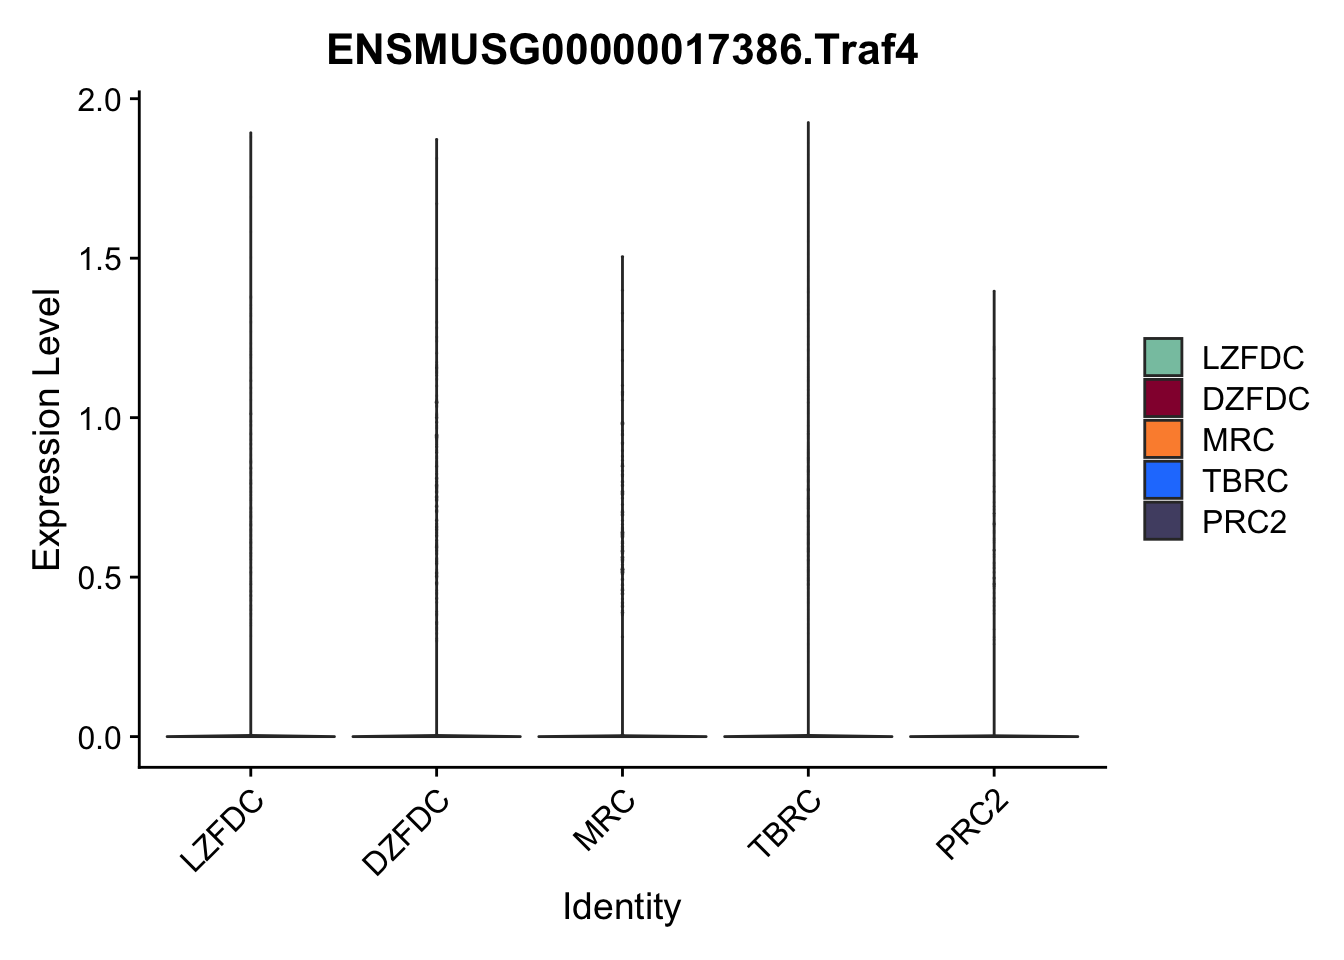 ENSMUSG00000017386.Traf4
2.0
1.5
1.0
0.5
0.0
Expression Level
LZFDC
DZFDC
MRC
TBRC
PRC2
Identity
LZFDC
DZFDC
MRC
TBRC
PRC2